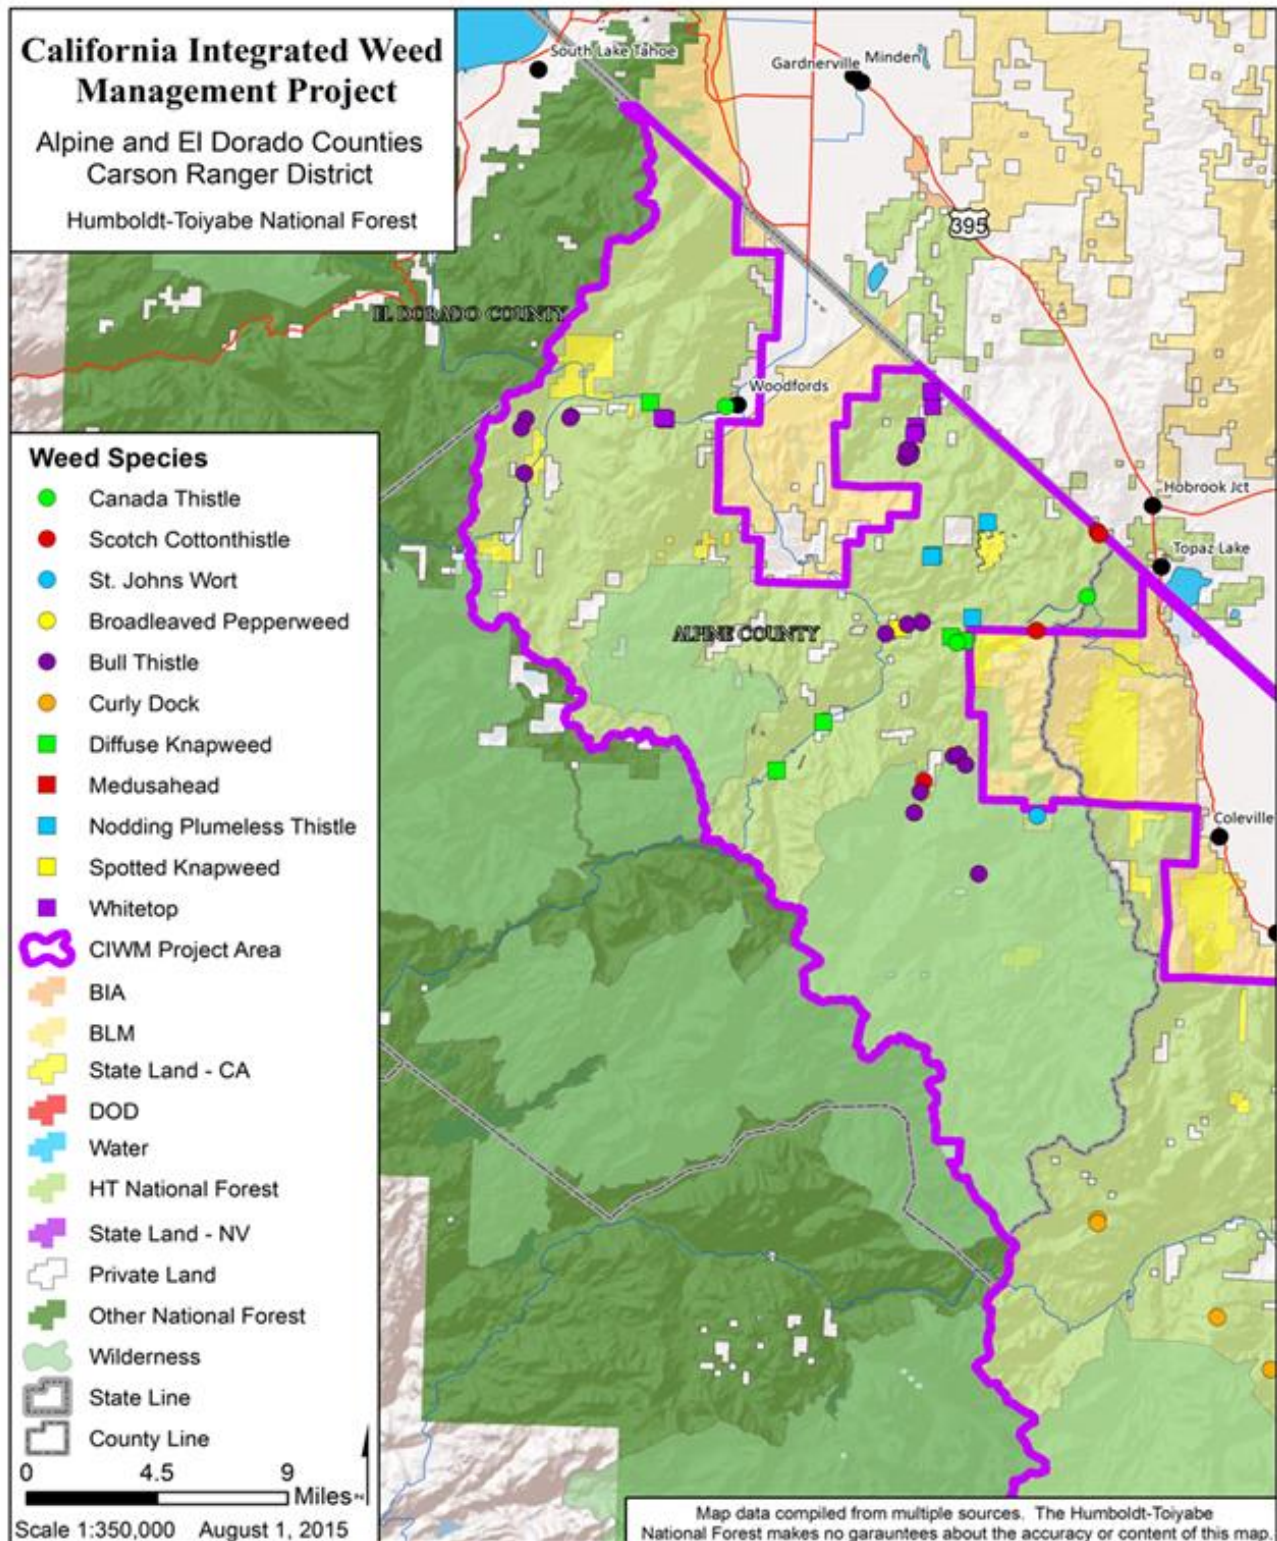 California Integrated Weed
Management Project
Alpine and El Dorado Counties
Carson Ranger District
Humboldt-Toiyabe National Forest
South Lake Tahoe
Gardnerville
Minden
395
EL DORADO COUNTY
Woodfords
Hobrook Jct
Topaz Lake
ALPINE COUNTY
Coleville
Weed Species
Canada Thistle
Scotch Cottonthistle
St. Johns Wort
Broadleaved Pepperweed
Bull Thistle
Curly Dock
Diffuse Knapweed
Medusahead
Nodding Plumeless Thistle
Spotted Knapweed
Whitetop
CIWM Project Area
BIA
BLM
State Land - CA
DOD
Water
HT National Forest
State Land - NV
Private Land
Other National Forest
Wilderness
State Line
County Line
0 4.5 9
Miles
Scale 1:350,000 August 1, 2015
Map data compiled from multiple sources. The Humboldt-Toiyabe
National Forest makes no garauntees about the accuracy or content of this map.